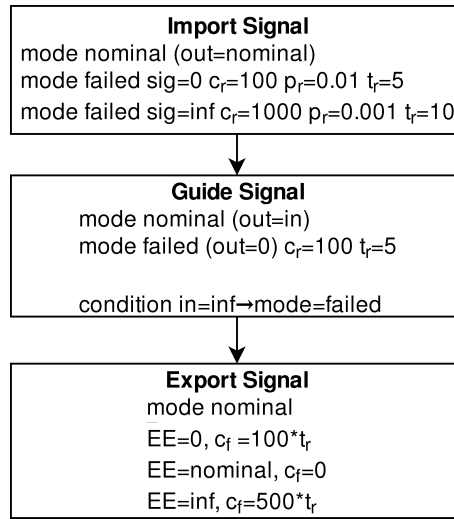 Import Signal
mode nominal (out=nominal)
mode failed sig=0 cᵣ=100 pᵣ=0.01 tᵣ=5
mode failed sig=inf cᵣ=1000 pᵣ=0.001 tᵣ=10
Guide Signal
mode nominal (out=in)
mode failed (out=0) cᵣ=100 tᵣ=5
condition in=inf→mode=failed
Export Signal
mode nominal
EE=0, c_f =100*tᵣ
EE=nominal, c_f=0
EE=inf, c_f=500*tᵣ